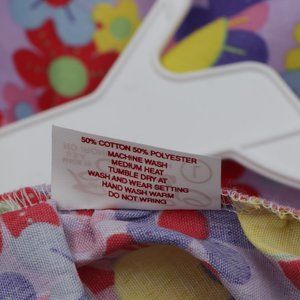 50% COTTON 50% POLYESTER
MACHINE WASH
MEDIUM HEAT
TUMBLE DRY AT
WASH AND WEAR SETTING
HAND WASH WARM
DO NOT WRING